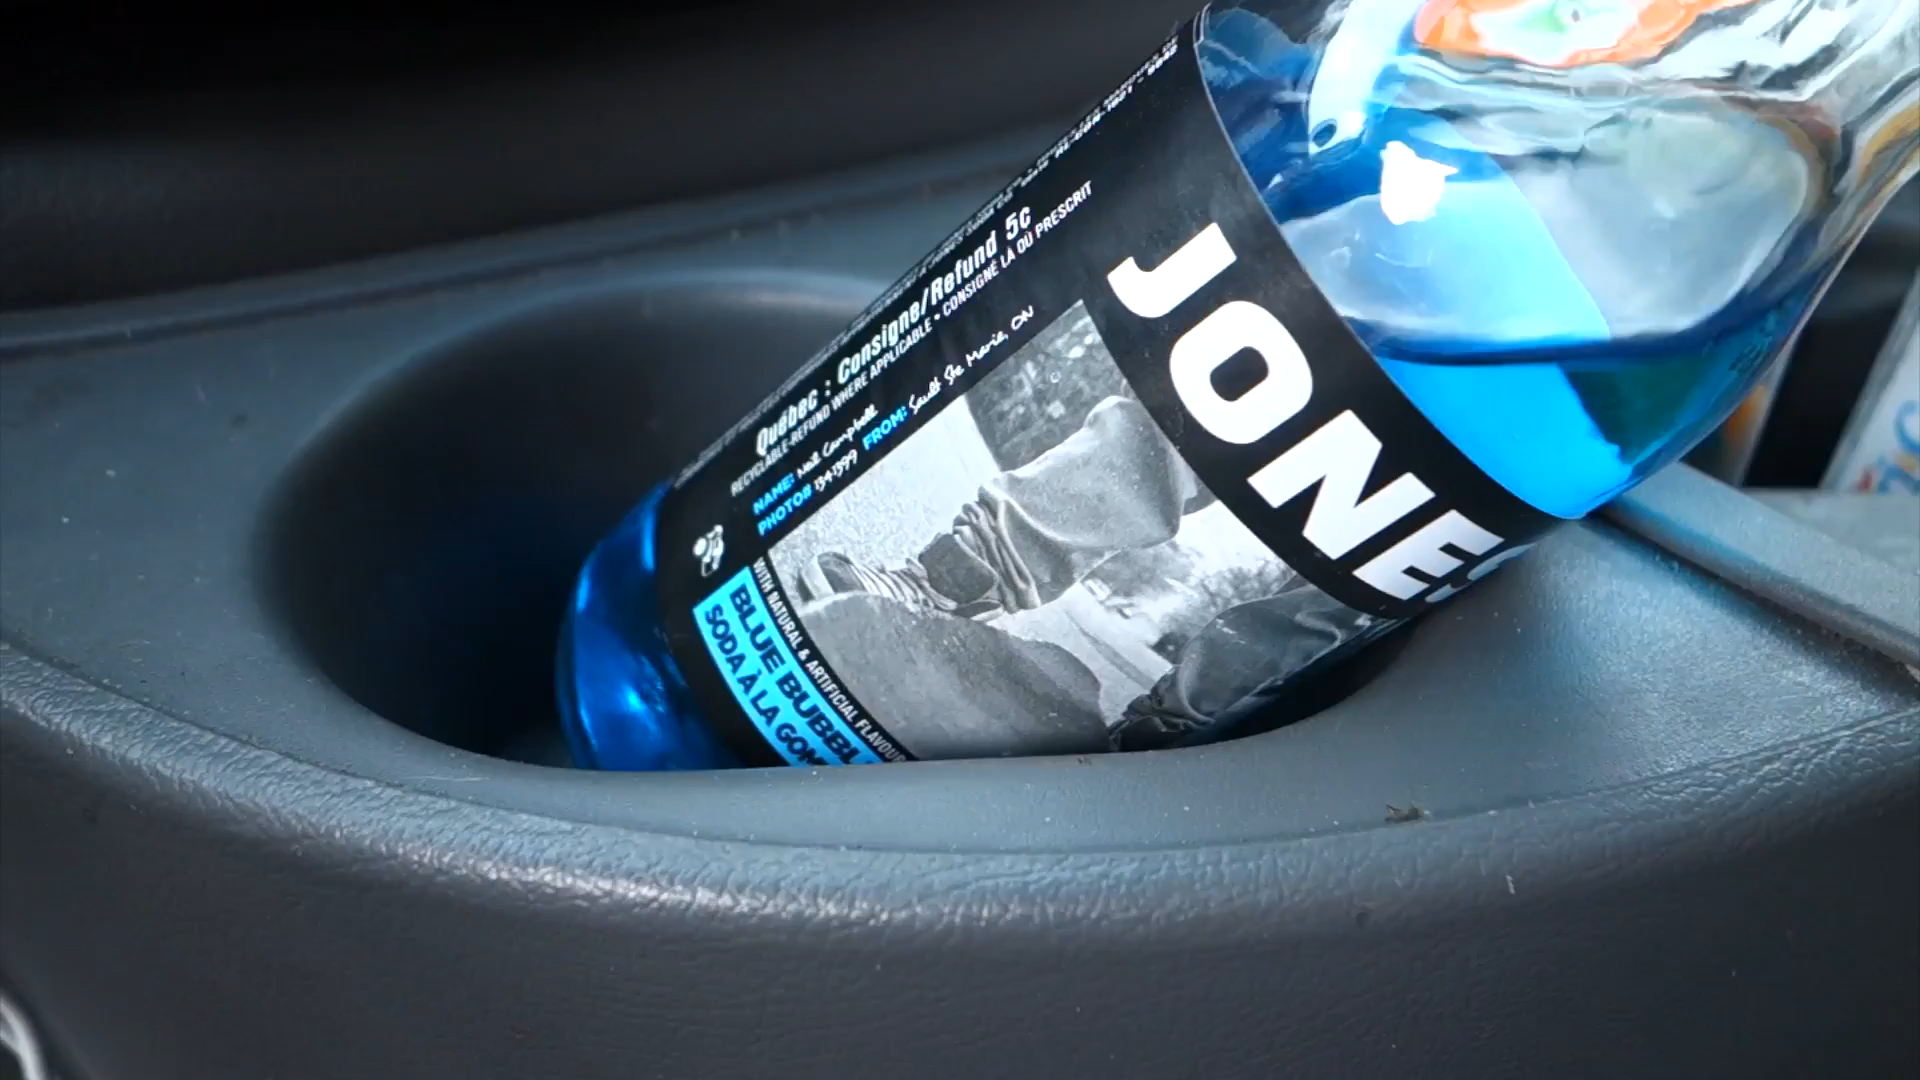 Québec : Consigne/Refund 5¢
RECYCLABLE-REFUND WHERE APPLICABLE • CONSIGNÉ LÀ OÙ PRESCRIT
NAME: Neil Campbell FROM: Sault Ste Marie, ON
PHOTO# 1341399
JONES
WITH NATURAL & ARTIFICIAL FLAVOUR
BLUE BUBBL
SODA À LA GOM